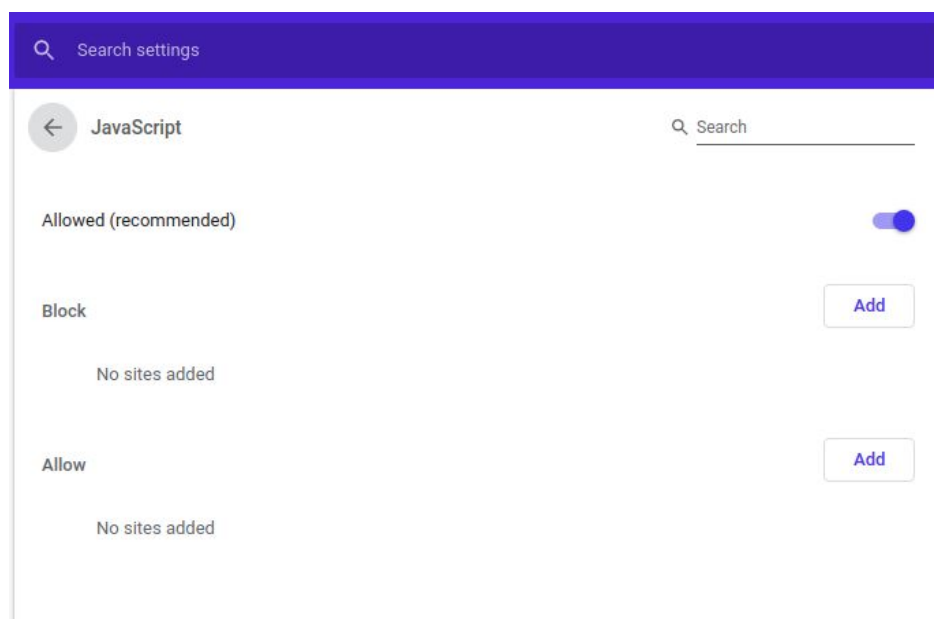 Search settings
JavaScript
Search
Allowed (recommended)
Block
Add
No sites added
Allow
Add
No sites added